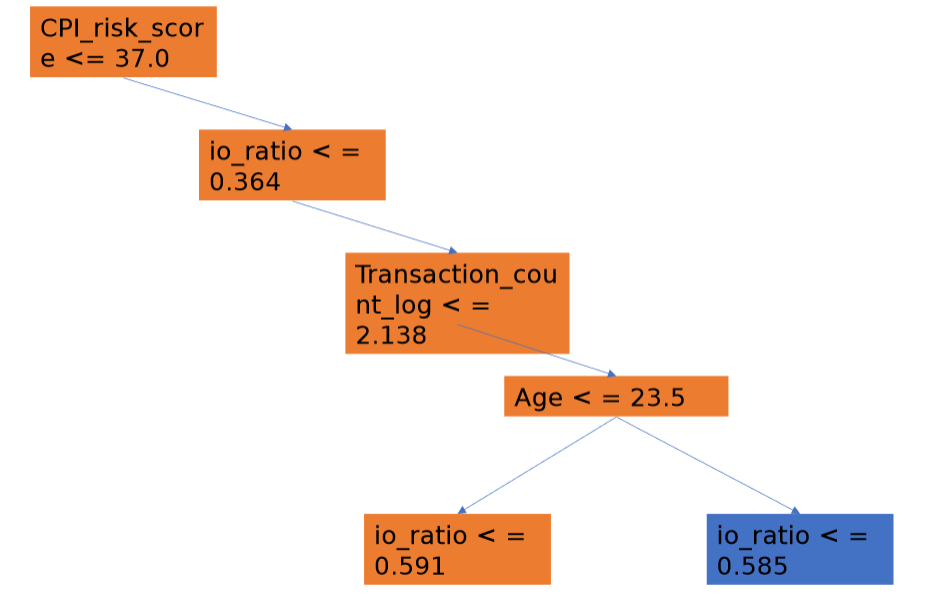 CPI_risk_scor
e <= 37.0
io_ratio < =
0.364
Transaction_cou
nt_log < =
2.138
Age < = 23.5
io_ratio < =
0.591
io_ratio < =
0.585